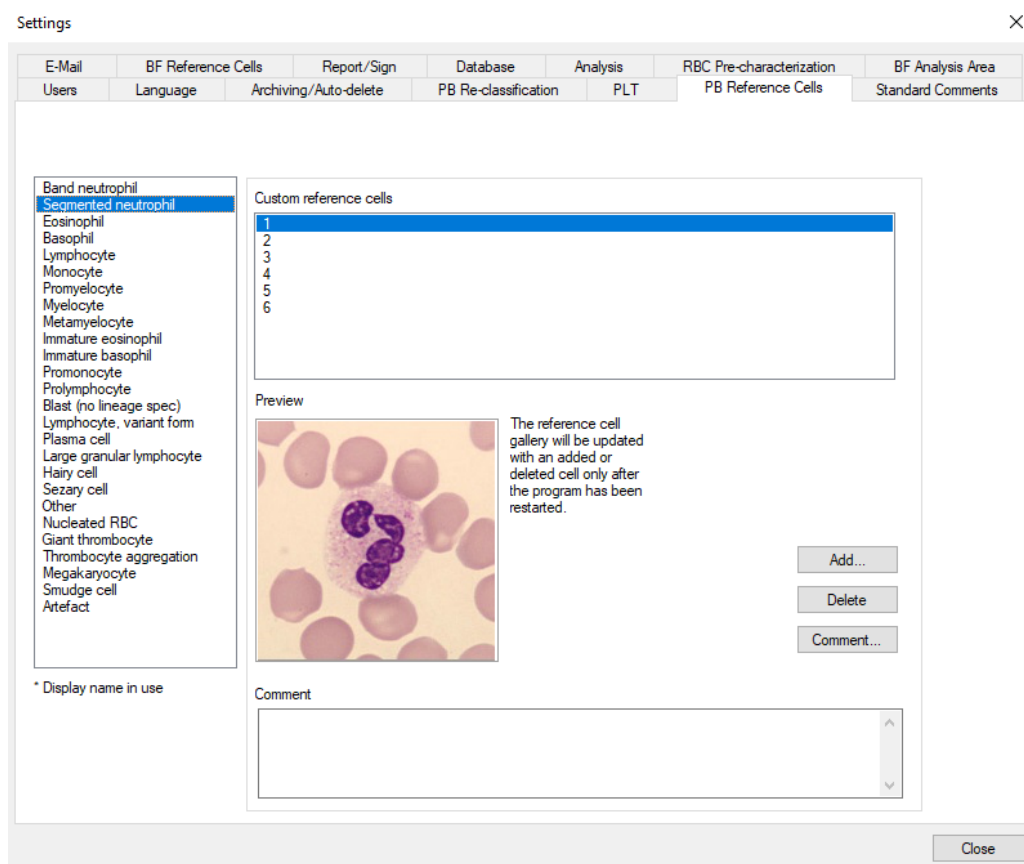 Settings
E-Mail
BF Reference Cells
Report/Sign
Database
Analysis
RBC Pre-characterization
BF Analysis Area
Users
Language
Archiving/Auto-delete
PB Re-classification
PLT
PB Reference Cells
Standard Comments
Band neutrophil
Segmented neutrophil
Eosinophil
Basophil
Lymphocyte
Monocyte
Promyelocyte
Myelocyte
Metamyelocyte
Immature eosinophil
Immature basophil
Promonocyte
Prolymphocyte
Blast (no lineage spec)
Lymphocyte, variant form
Plasma cell
Large granular lymphocyte
Hairy cell
Sezary cell
Other
Nucleated RBC
Giant thrombocyte
Thrombocyte aggregation
Megakaryocyte
Smudge cell
Artefact
* Display name in use
Custom reference cells
1
2
3
4
5
6
Preview
The reference cell
gallery will be updated
with an added or
deleted cell only after
the program has been
restarted.
Add...
Delete
Comment...
Comment
Close